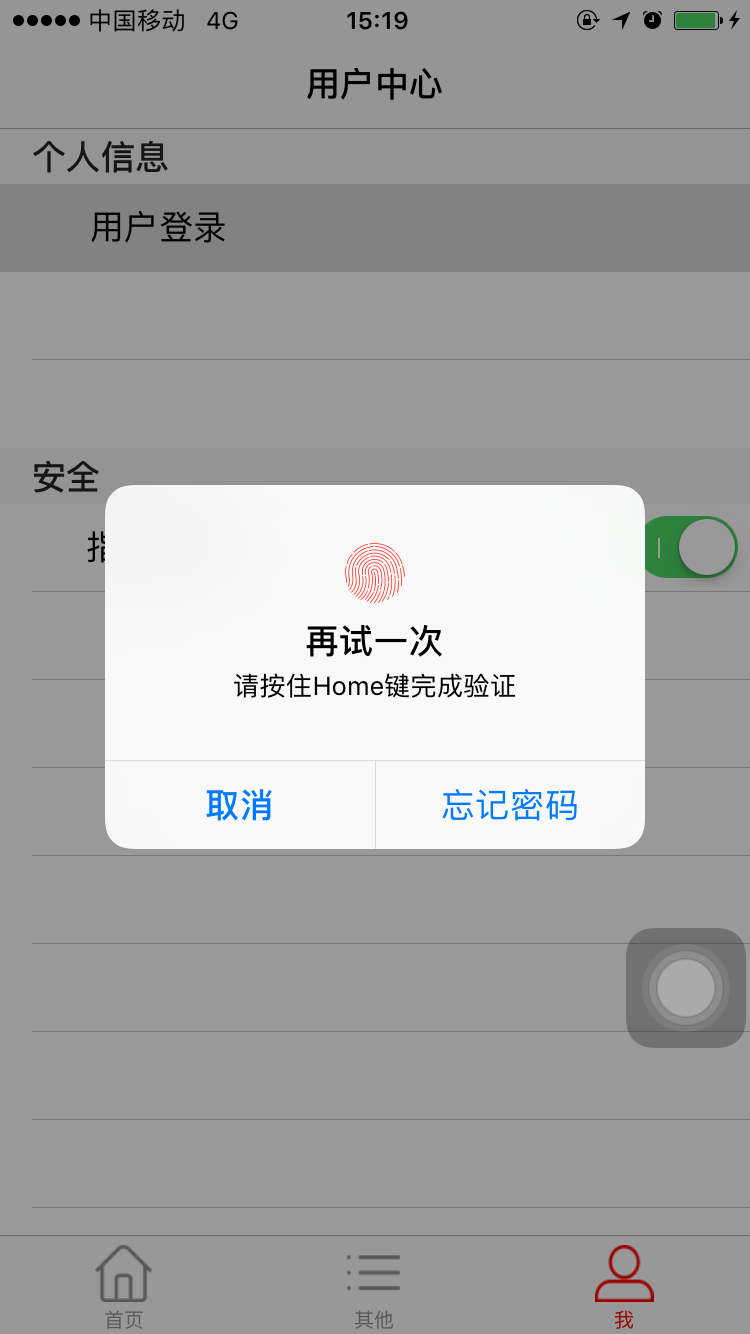 中国移动 4G 15:19
用户中心
个人信息
用户登录
安全
指
再试一次
请按住Home键完成验证
取消 忘记密码
首页 其他 我